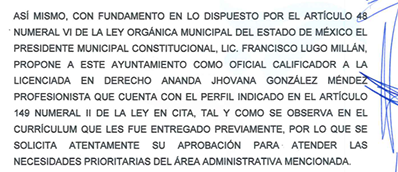 ASÍ MISMO, CON FUNDAMENTO EN LO DISPUESTO POR EL ARTÍCULO 48
NUMERAL VI DE LA LEY ORGÁNICA MUNICIPAL DEL ESTADO DE MÉXICO EL
PRESIDENTE MUNICIPAL CONSTITUCIONAL, LIC. FRANCISCO LUGO MILLÁN,
PROPONE A ESTE AYUNTAMIENTO COMO OFICIAL CALIFICADOR A LA
LICENCIADA EN DERECHO ANANDA JHOVANA GONZÁLEZ MÉNDEZ
PROFESIONISTA QUE CUENTA CON EL PERFIL INDICADO EN EL ARTÍCULO
149 NUMERAL II DE LA LEY EN CITA, TAL Y COMO SE OBSERVA EN EL
CURRÍCULUM QUE LES FUE ENTREGADO PREVIAMENTE, POR LO QUE SE
SOLICITA ATENTAMENTE SU APROBACIÓN PARA ATENDER LAS
NECESIDADES PRIORITARIAS DEL ÁREA ADMINISTRATIVA MENCIONADA.